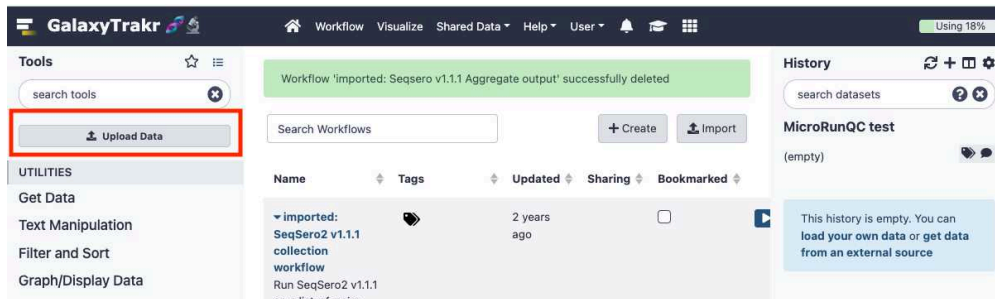 GalaxyTrakr
Workflow Visualize Shared Data Help User
Using 18%
Tools
search tools
Upload Data
UTILITIES
Get Data
Text Manipulation
Filter and Sort
Graph/Display Data
Workflow 'imported: Seqsero v1.1.1 Aggregate output' successfully deleted
Search Workflows
+ Create
Import
Name Tags Updated Sharing Bookmarked
imported:
SeqSero2 v1.1.1
collection
workflow
Run SeqSero2 v1.1.1
2 years
ago
History
search datasets
MicroRunQC test
(empty)
This history is empty. You can
load your own data or get data
from an external source